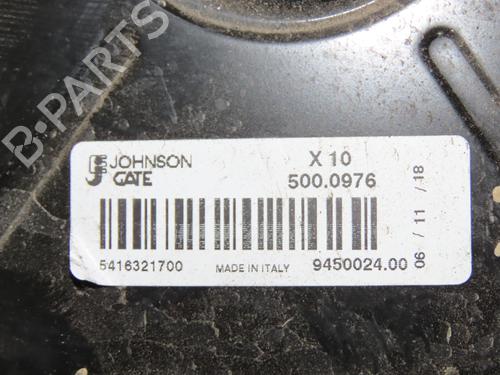 B-PARTS
JOHNSON X 10
GATE 500.0976
5416321700 MADE IN ITALY 9450024.00
06 / 11 / 18